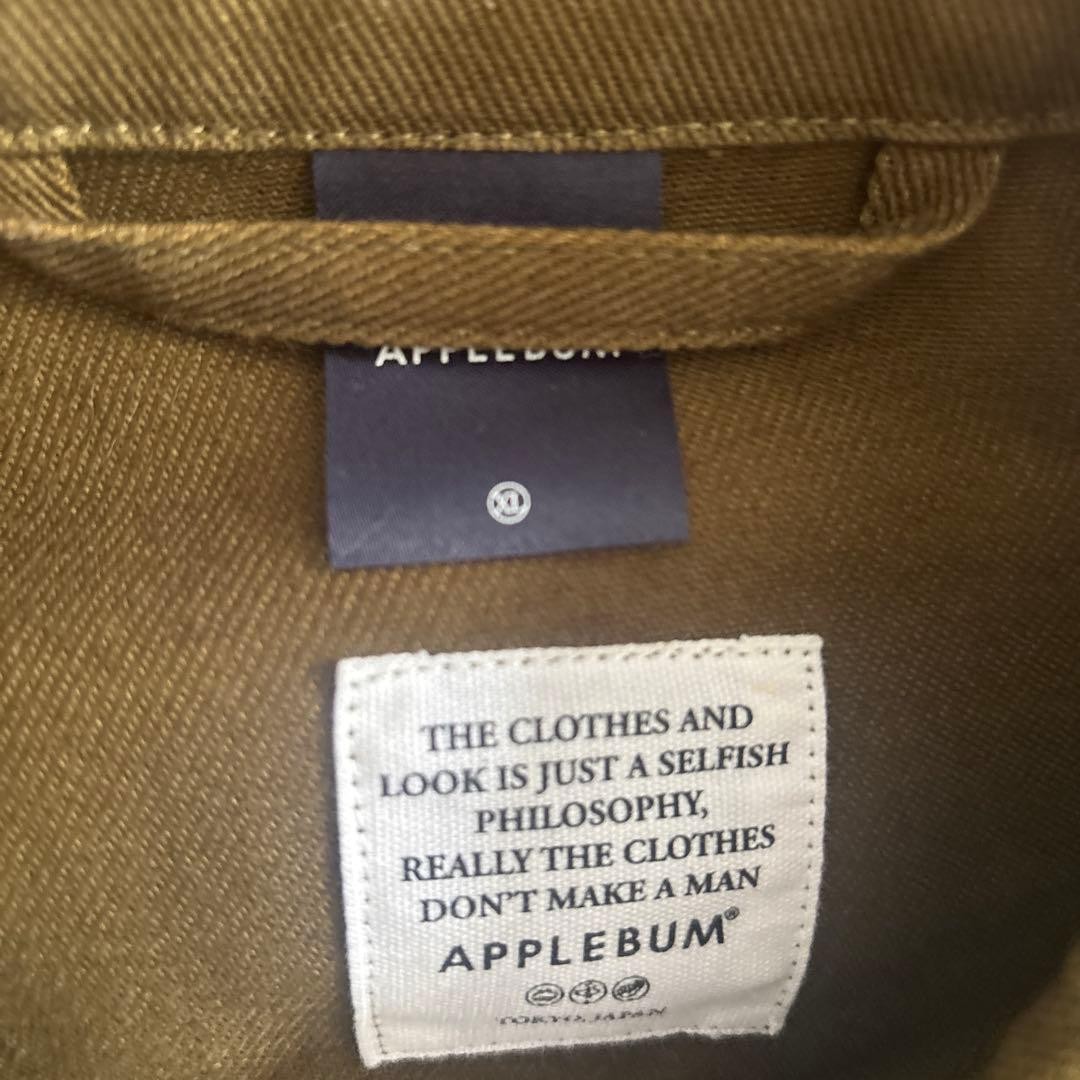 APPLEBUM
XL
THE CLOTHES AND
LOOK IS JUST A SELFISH
PHILOSOPHY,
REALLY THE CLOTHES
DON'T MAKE A MAN
APPLEBUM®
TOKYO, JAPAN